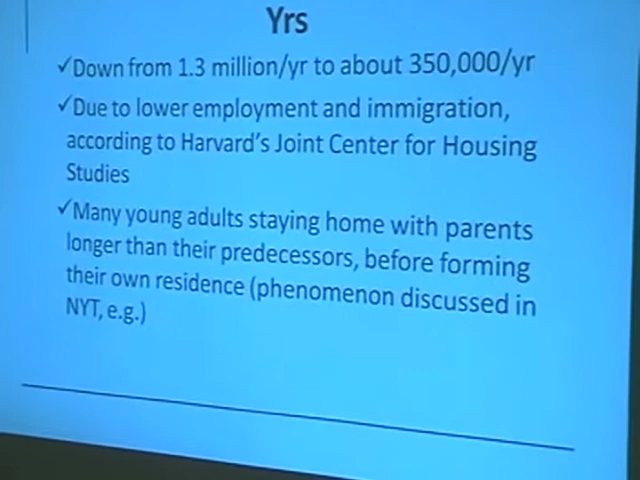 Yrs
✓Down from 1.3 million/yr to about 350,000/yr
✓Due to lower employment and immigration,
according to Harvard's Joint Center for Housing
Studies
✓Many young adults staying home with parents
longer than their predecessors, before forming
their own residence (phenomenon discussed in
NYT, e.g.)